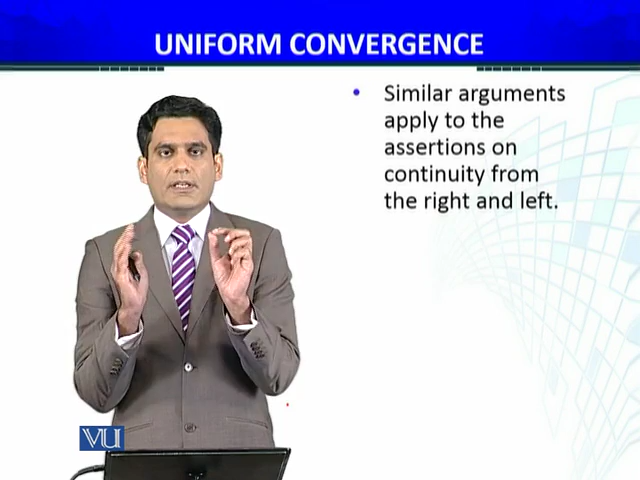 UNIFORM CONVERGENCE
• Similar arguments
apply to the
assertions on
continuity from
the right and left.
VU